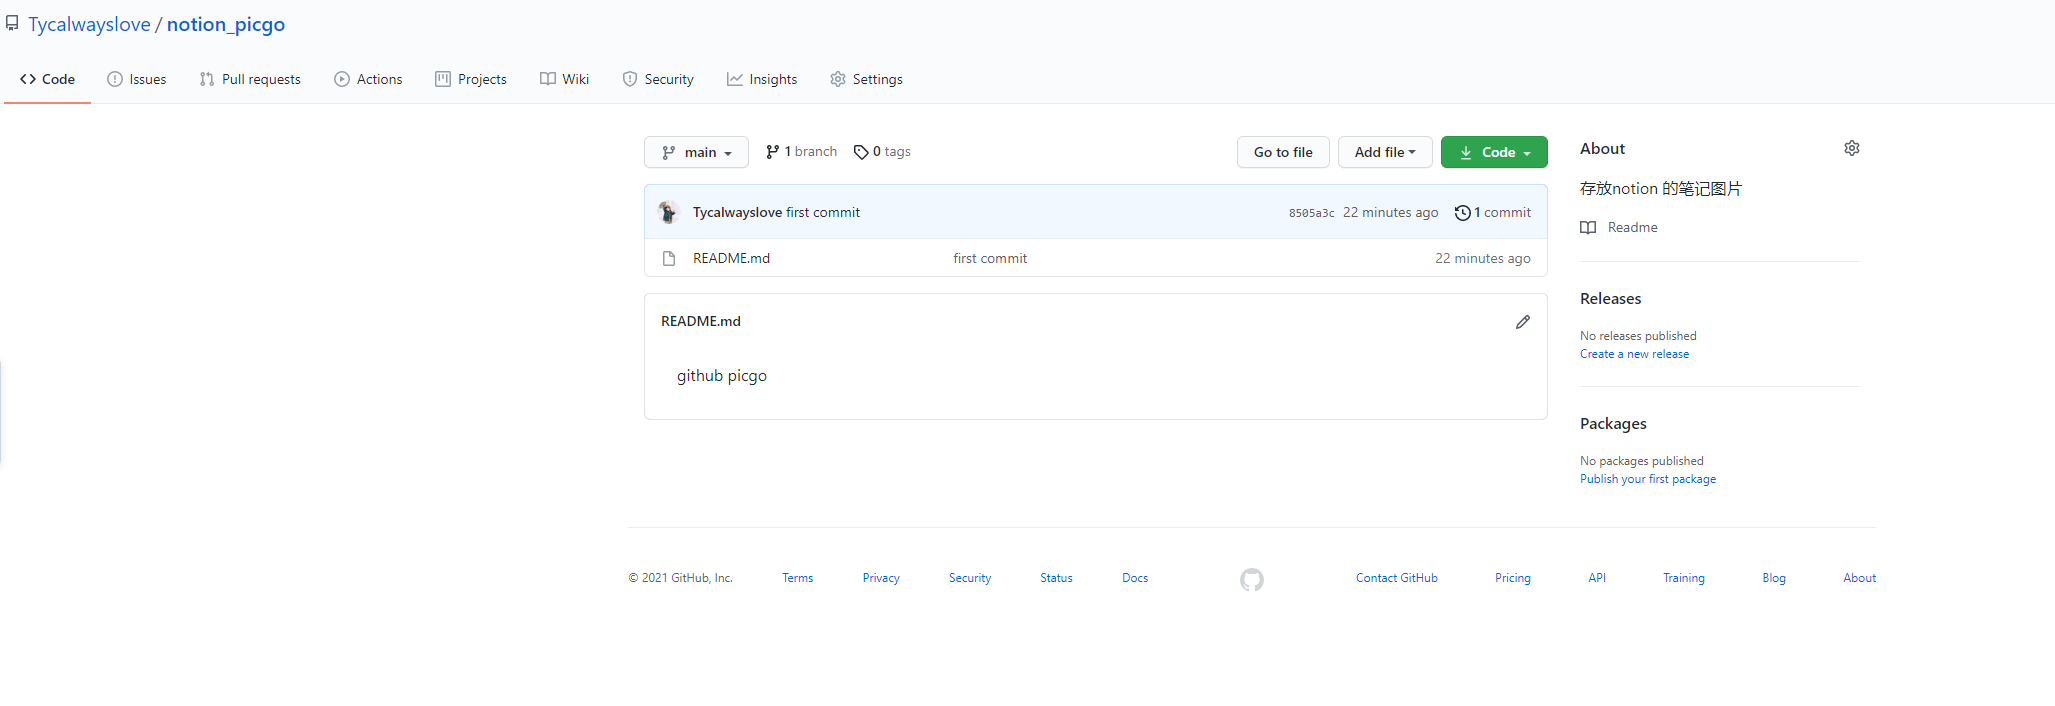 Tycalwayslove / notion_picgo
Code Issues Pull requests Actions Projects Wiki Security Insights Settings
main 1 branch 0 tags Go to file Add file Code
Tycalwayslove first commit 8505a3c 22 minutes ago 1 commit
README.md first commit 22 minutes ago
README.md
github picgo
About
存放notion 的笔记图片
Readme
Releases
No releases published
Create a new release
Packages
No packages published
Publish your first package
© 2021 GitHub, Inc. Terms Privacy Security Status Docs Contact GitHub Pricing API Training Blog About